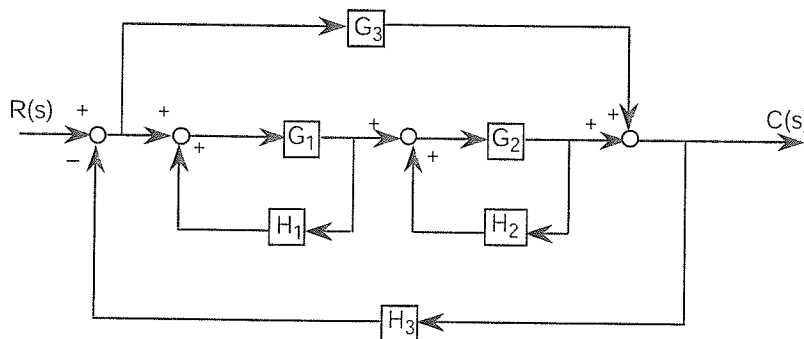 G₃
R(s)
+
+
+
+
+
+
+
−
C(s)
G₁
G₂
H₁
H₂
H₃